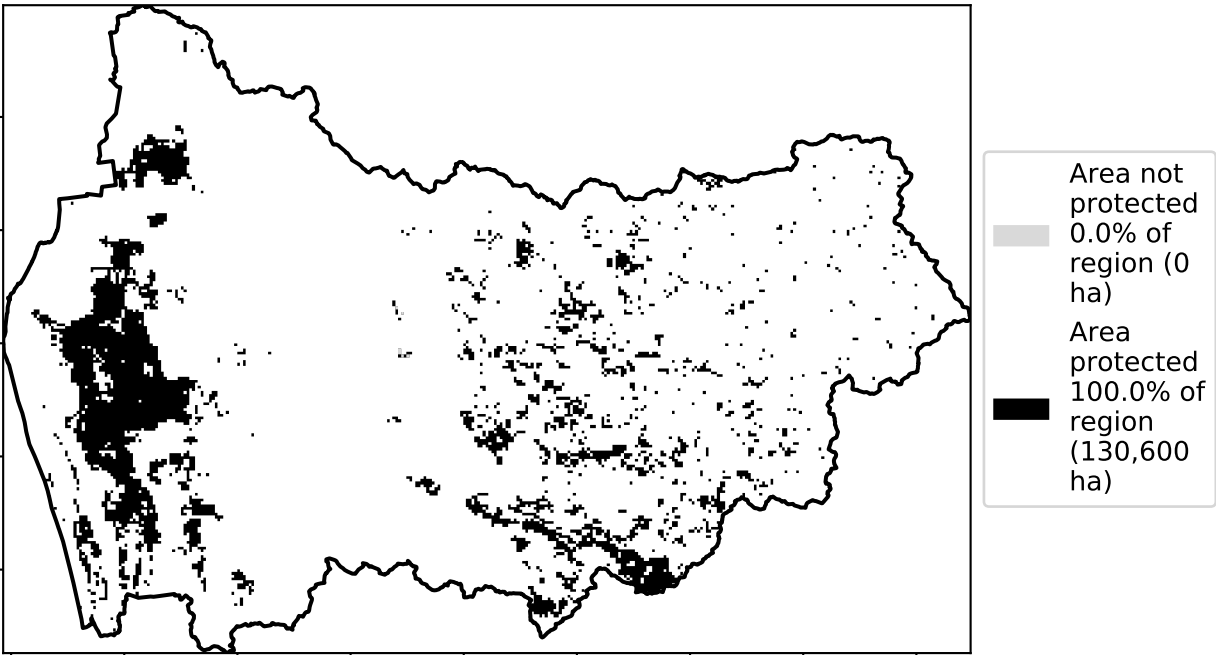 Area not
protected
0.0% of
region (0
ha)
Area
protected
100.0% of
region
(130,600
ha)